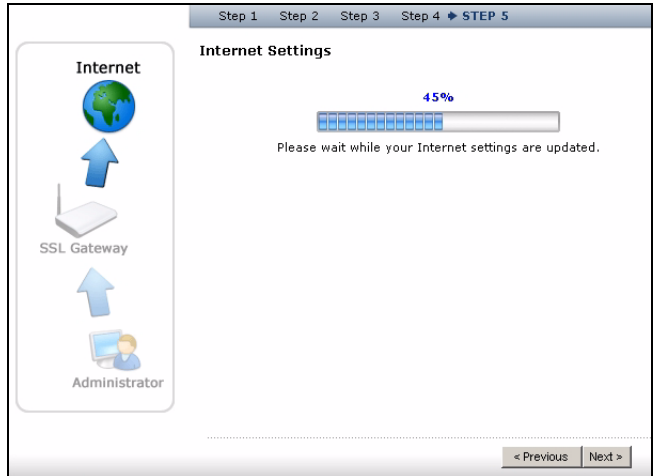 Step 1 Step 2 Step 3 Step 4 STEP 5
Internet Settings
Internet
45%
Please wait while your Internet settings are updated.
SSL Gateway
Administrator
« Previous Next »